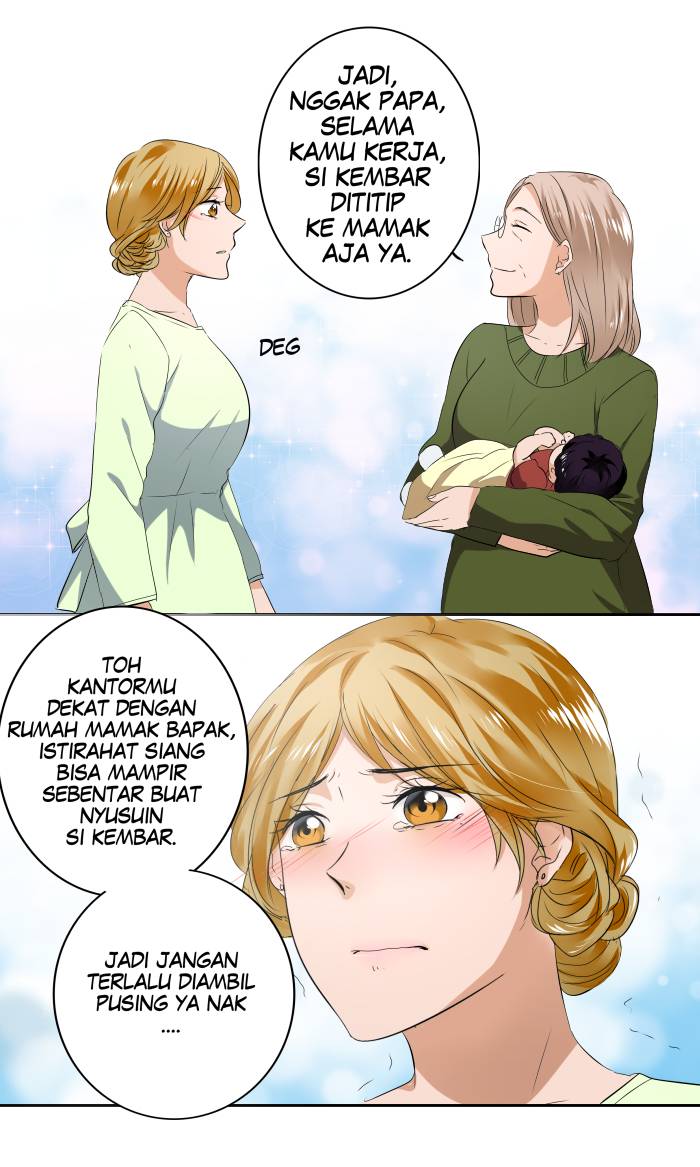 JADI,
NGGAK PAPA,
SELAMA
KAMU KERJA,
SI KEMBAR
DITITIP
KE MAMAK
AJA YA.
DEG
TOH
KANTORMU
DEKAT DENGAN
RUMAH MAMAK BAPAK,
ISTIRAHAT SIANG
BISA MAMPIR
SEBENTAR BUAT
NYUSUIN
SI KEMBAR.
JADI JANGAN
TERLALU DIAMBIL
PUSING YA NAK
....